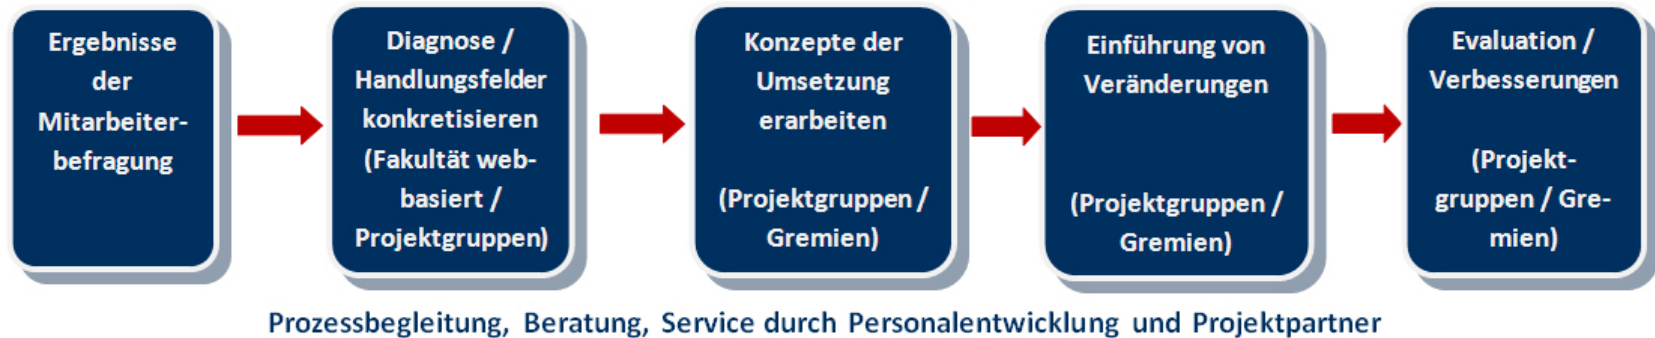 Ergebnisse
der
Mitarbeiter-
befragung
Diagnose /
Handlungsfelder
konkretisieren
(Fakultät web-
basiert /
Projektgruppen)
Konzepte der
Umsetzung
erarbeiten
(Projektgruppen /
Gremien)
Einführung von
Veränderungen
(Projektgruppen /
Gremien)
Evaluation /
Verbesserungen
(Projekt-
gruppen / Gre-
mien)
Prozessbegleitung, Beratung, Service durch Personalentwicklung und Projektpartner